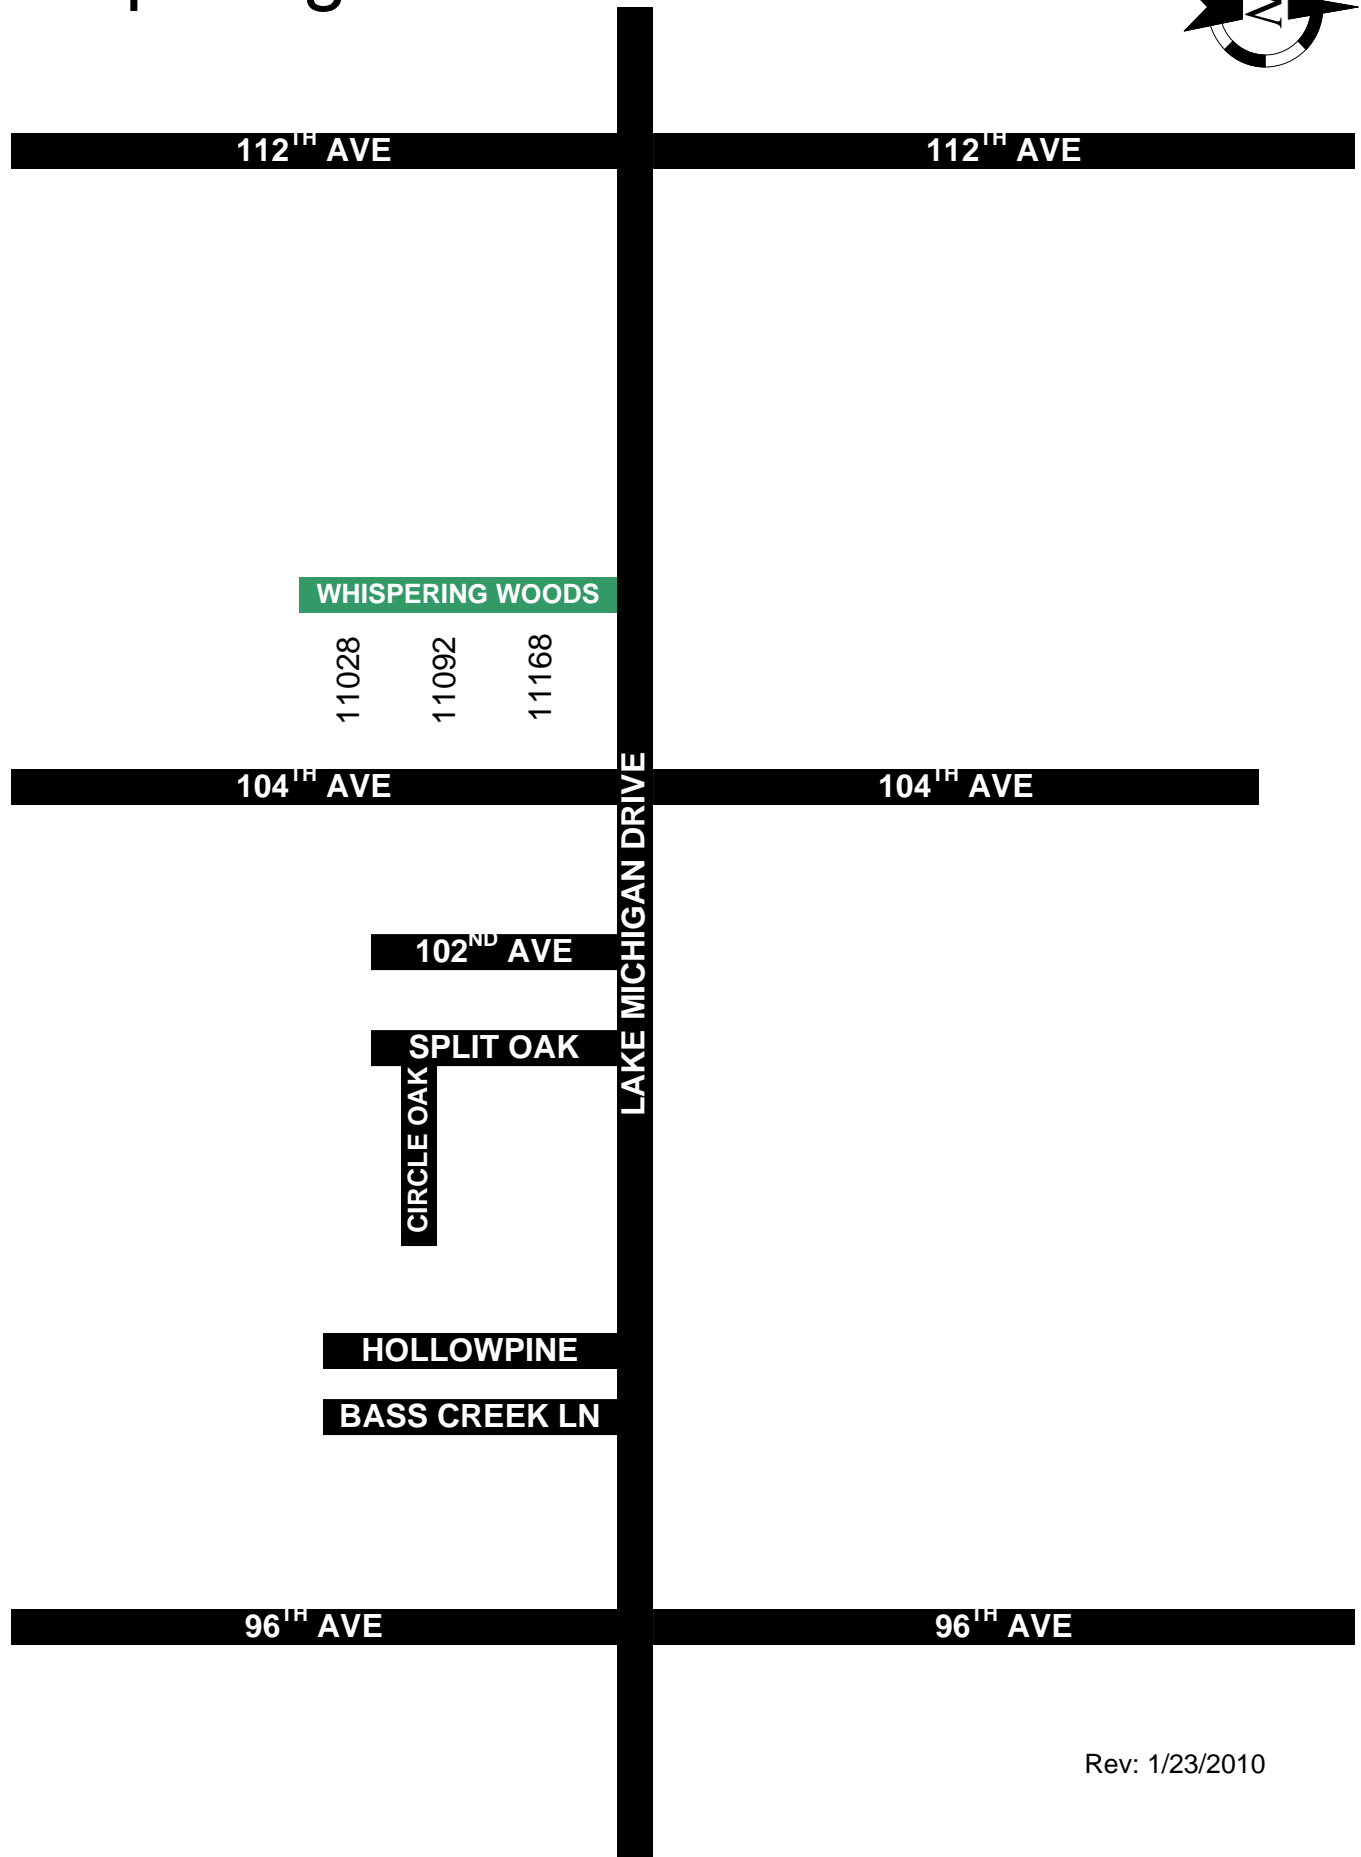 N
112TH AVE
112TH AVE
WHISPERING WOODS
11028
11092
11168
104TH AVE
104TH AVE
LAKE MICHIGAN DRIVE
102ND AVE
SPLIT OAK
CIRCLE OAK
HOLLOWPINE
BASS CREEK LN
96TH AVE
96TH AVE
Rev: 1/23/2010